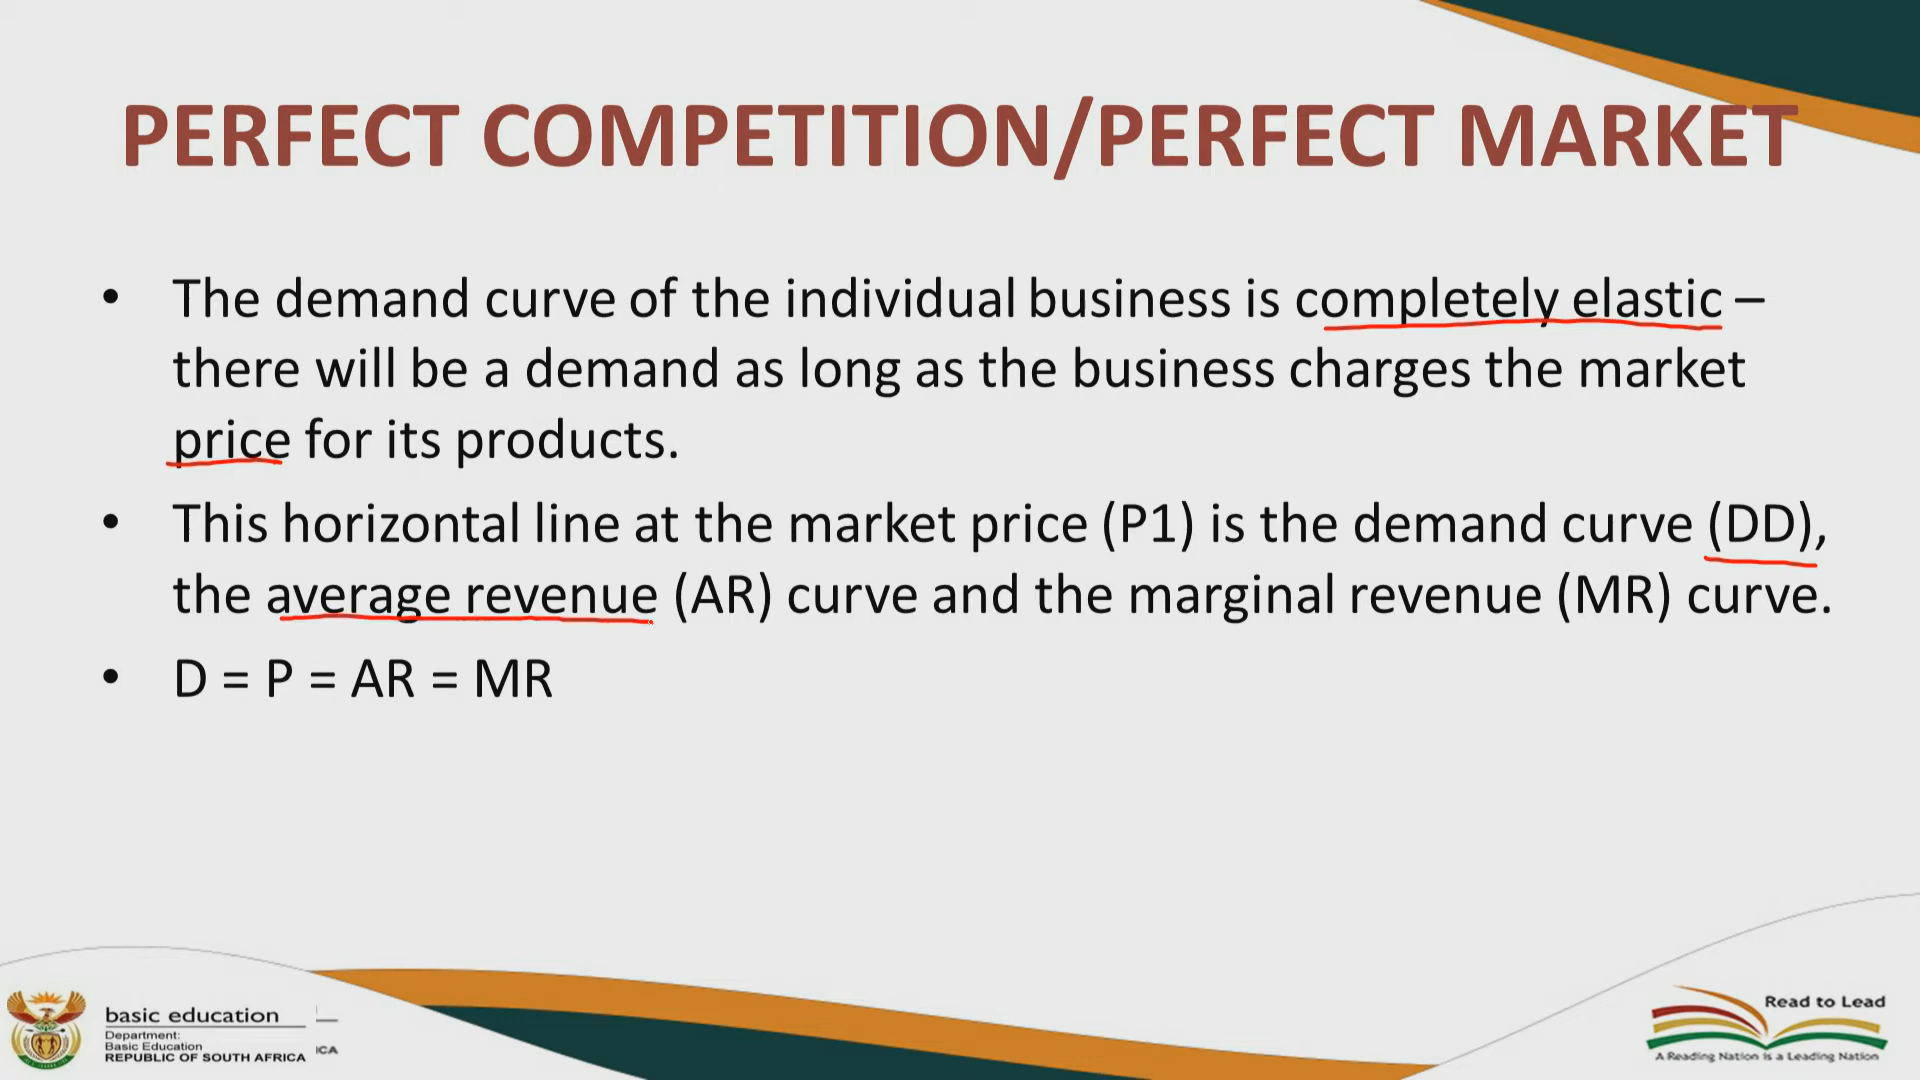 PERFECT COMPETITION/PERFECT MARKET
• The demand curve of the individual business is completely elastic –
there will be a demand as long as the business charges the market
price for its products.
• This horizontal line at the market price (P1) is the demand curve (DD),
the average revenue (AR) curve and the marginal revenue (MR) curve.
• D = P = AR = MR
basic education
Department:
Basic Education
REPUBLIC OF SOUTH AFRICA
ICA
Read to Lead
A Reading Nation is a Leading Nation